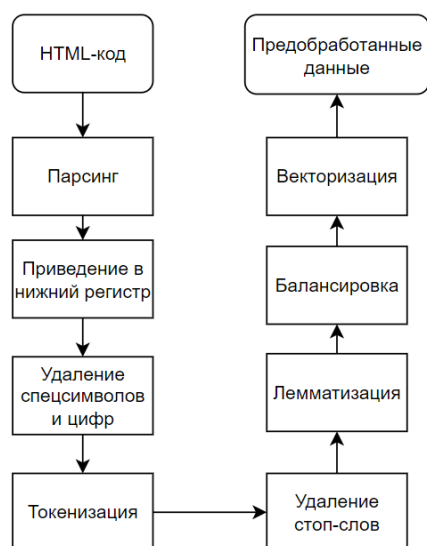 HTML-код
Парсинг
Приведение в
нижний регистр
Удаление
спецсимволов
и цифр
Токенизация
Удаление
стоп-слов
Лемматизация
Балансировка
Векторизация
Предобработанные
данные